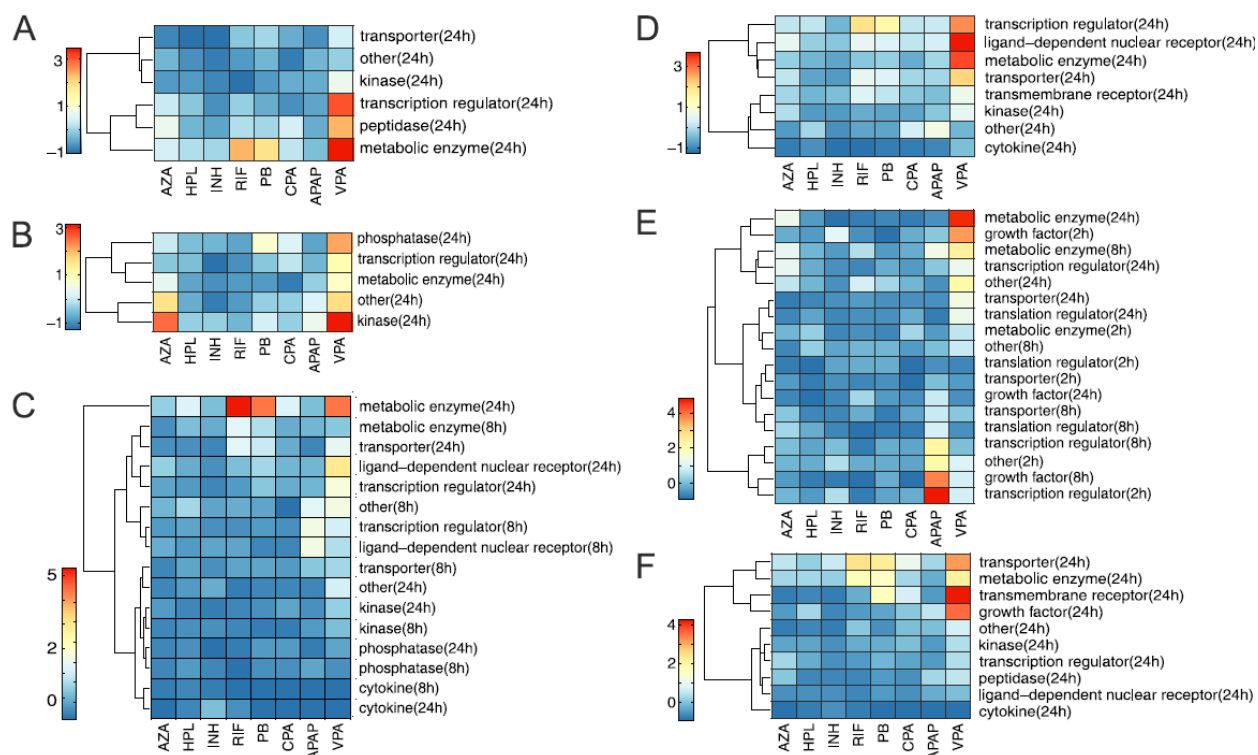 A
3
1
−1
transporter(24h)
other(24h)
kinase(24h)
transcription regulator(24h)
peptidase(24h)
metabolic enzyme(24h)
AZA HPL INH RIF PB CPA APAP VPA
B
3
1
−1
phosphatase(24h)
transcription regulator(24h)
metabolic enzyme(24h)
other(24h)
kinase(24h)
AZA HPL INH RIF PB CPA APAP VPA
C
5
2
0
metabolic enzyme(24h)
metabolic enzyme(8h)
transporter(24h)
ligand−dependent nuclear receptor(24h)
transcription regulator(24h)
other(8h)
transcription regulator(8h)
ligand−dependent nuclear receptor(8h)
transporter(8h)
other(24h)
kinase(24h)
kinase(8h)
phosphatase(24h)
phosphatase(8h)
cytokine(8h)
cytokine(24h)
AZA HPL INH RIF PB CPA APAP VPA
D
3
1
−1
transcription regulator(24h)
ligand−dependent nuclear receptor(24h)
metabolic enzyme(24h)
transporter(24h)
transmembrane receptor(24h)
kinase(24h)
other(24h)
cytokine(24h)
AZA HPL INH RIF PB CPA APAP VPA
E
4
2
0
metabolic enzyme(24h)
growth factor(2h)
metabolic enzyme(8h)
transcription regulator(24h)
other(24h)
transporter(24h)
translation regulator(24h)
metabolic enzyme(2h)
other(8h)
translation regulator(2h)
transporter(2h)
growth factor(24h)
transporter(8h)
translation regulator(8h)
transcription regulator(8h)
other(2h)
growth factor(8h)
transcription regulator(2h)
AZA HPL INH RIF PB CPA APAP VPA
F
4
2
0
transporter(24h)
metabolic enzyme(24h)
transmembrane receptor(24h)
growth factor(24h)
other(24h)
kinase(24h)
transcription regulator(24h)
peptidase(24h)
ligand−dependent nuclear receptor(24h)
cytokine(24h)
AZA HPL INH RIF PB CPA APAP VPA